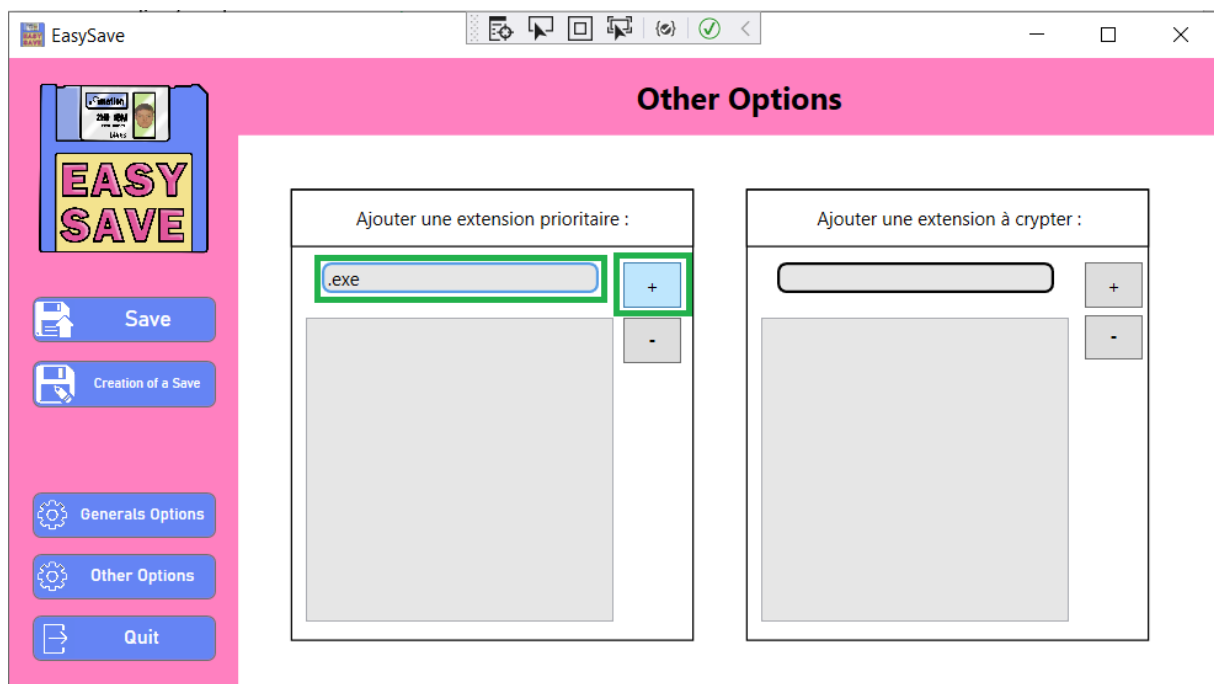 EasySave
Other Options
EASY
SAVE
Save
Creation of a Save
Generals Options
Other Options
Quit
Ajouter une extension prioritaire :
.exe
+
-
Ajouter une extension à crypter :
+
-